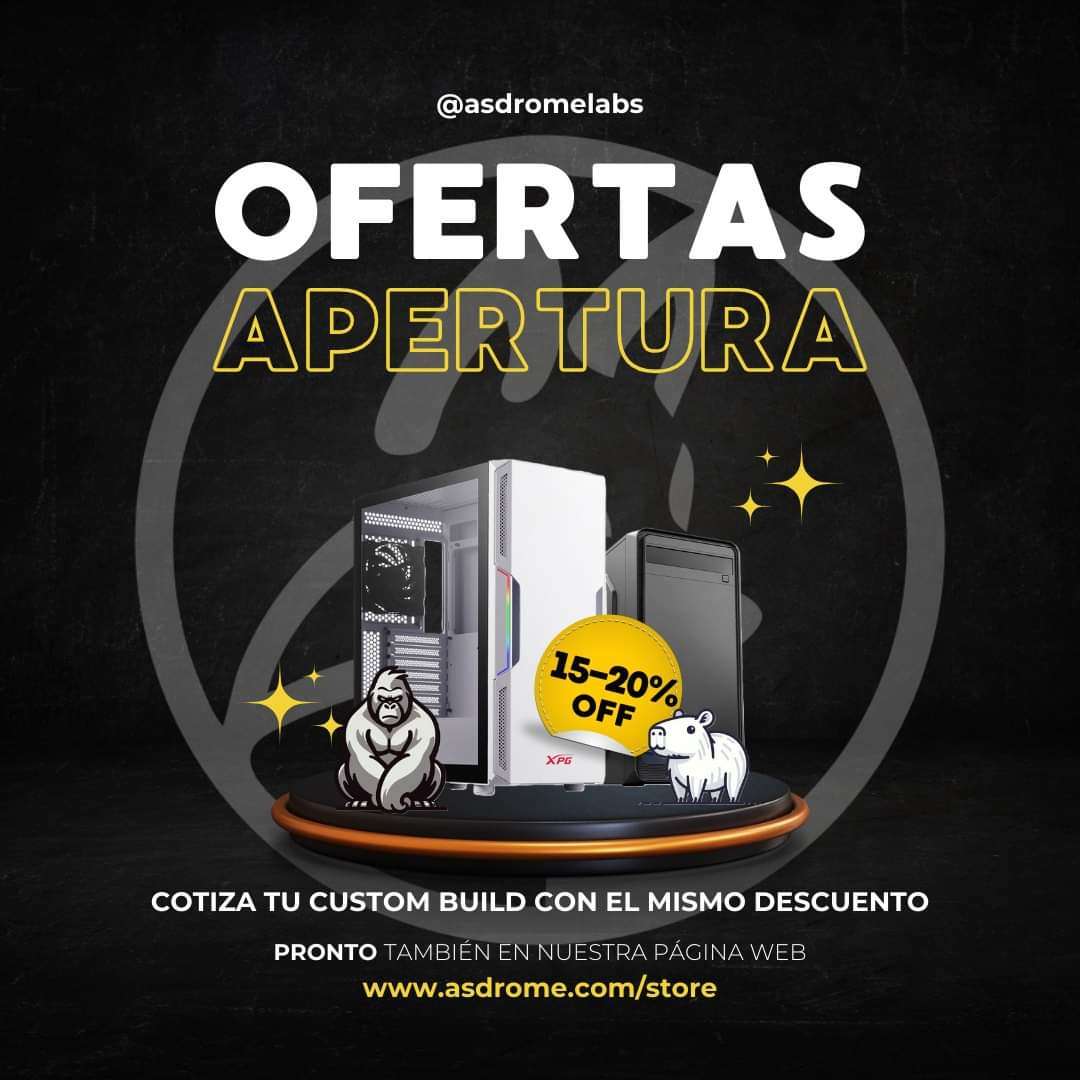 @asdromelabs
OFERTAS
APERTURA
15-20%
OFF
XPG
COTIZA TU CUSTOM BUILD CON EL MISMO DESCUENTO
PRONTO TAMBIÉN EN NUESTRA PÁGINA WEB
www.asdrome.com/store